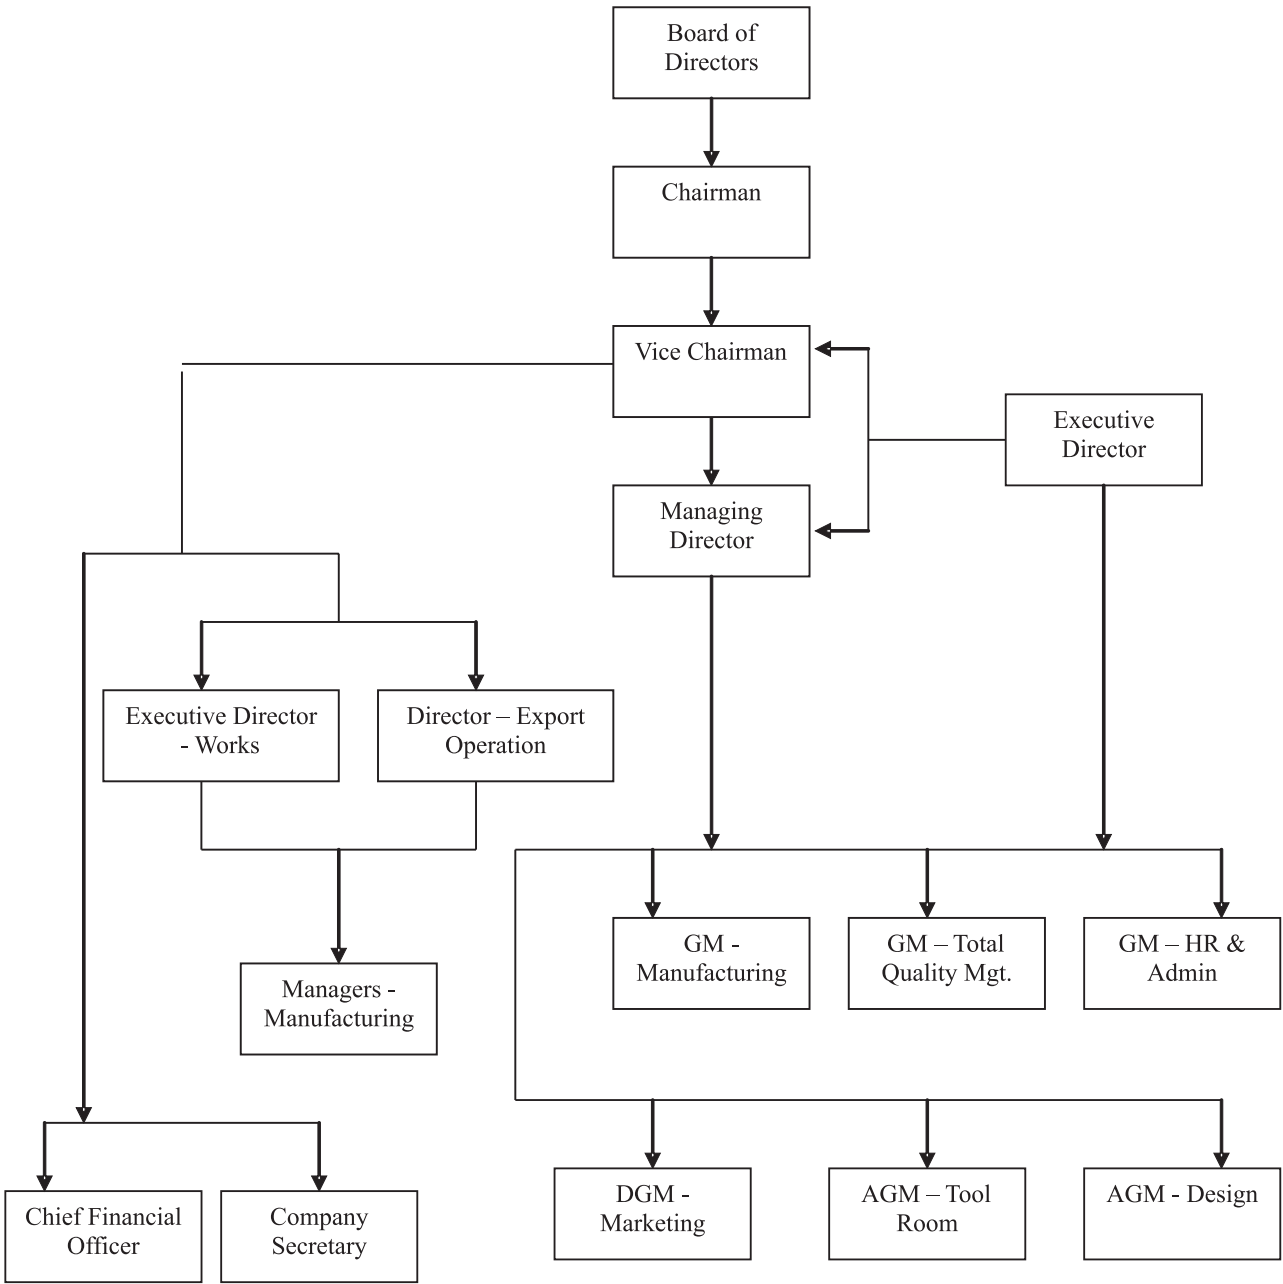 Board of
Directors
Chairman
Vice Chairman
Executive
Director
Managing
Director
Executive Director
- Works
Director – Export
Operation
GM -
Manufacturing
GM – Total
Quality Mgt.
GM – HR &
Admin
Managers -
Manufacturing
DGM -
Marketing
AGM – Tool
Room
AGM - Design
Chief Financial
Officer
Company
Secretary